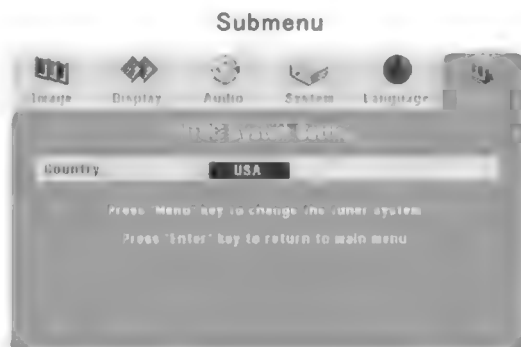 Submenu
Image Display Audio System Language
Country USA
Press "Menu" key to change the tuner system
Press "Enter" key to return to main menu